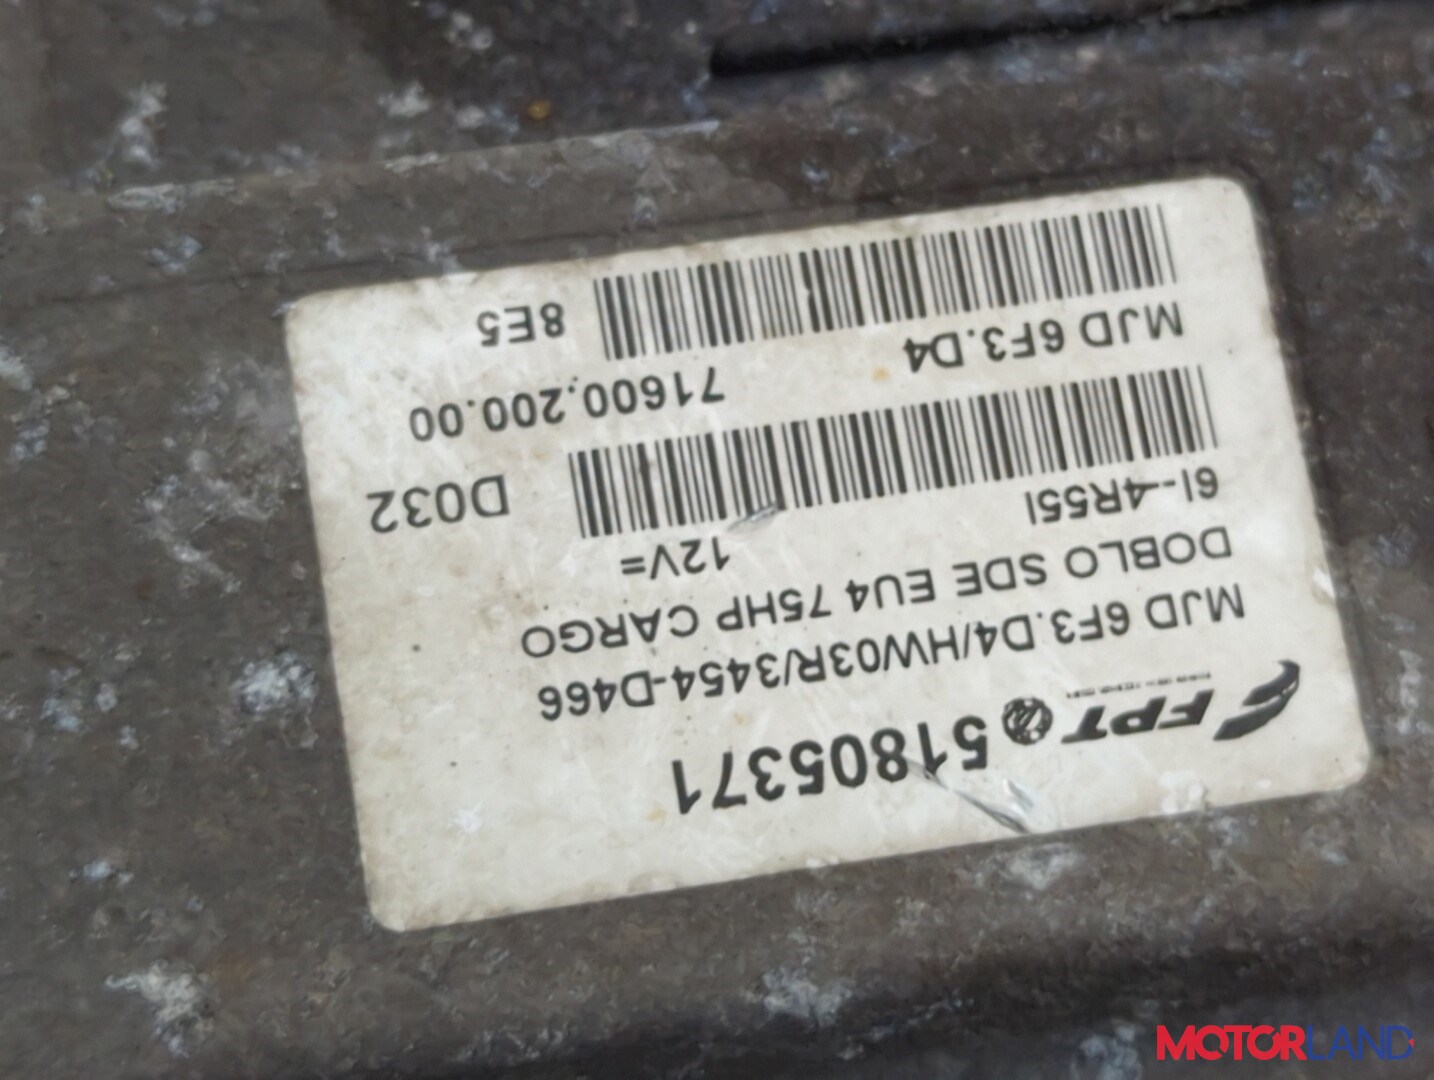 FPT 51805371
MJD 6F3.D4/HW03R/3454-D466
DOBLO SDE EU4 75HP CARGO
6I-4R55I 12V=
D032
MJD 6F3.D4 71600.200.00
8E5
MOTORLAND